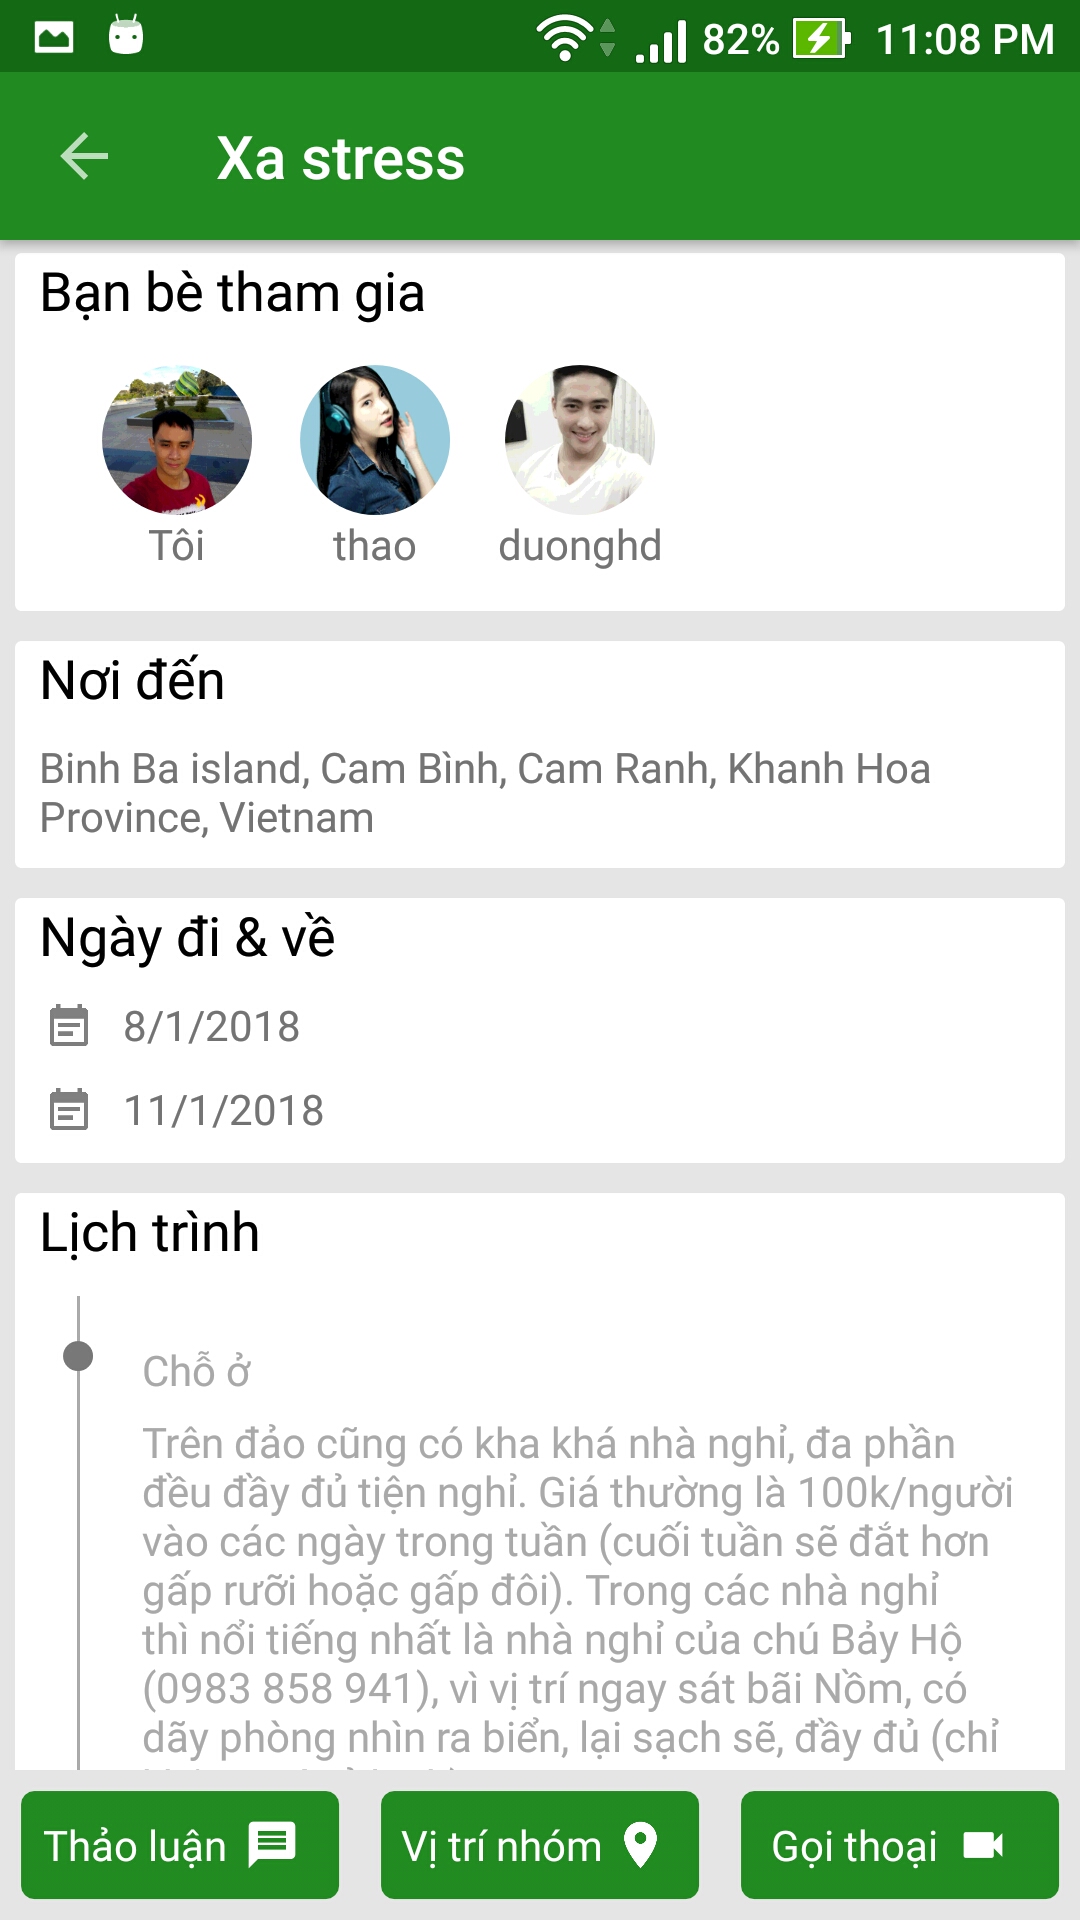 82% 11:08 PM
Xa stress
Bạn bè tham gia
Tôi thao duonghd
Nơi đến
Binh Ba island, Cam Bình, Cam Ranh, Khanh Hoa
Province, Vietnam
Ngày đi & về
8/1/2018
11/1/2018
Lịch trình
Chỗ ở
Trên đảo cũng có kha khá nhà nghỉ, đa phần
đều đầy đủ tiện nghỉ. Giá thường là 100k/người
vào các ngày trong tuần (cuối tuần sẽ đắt hơn
gấp rưỡi hoặc gấp đôi). Trong các nhà nghỉ
thì nổi tiếng nhất là nhà nghỉ của chú Bảy Hộ
(0983 858 941), vì vị trí ngay sát bãi Nồm, có
dãy phòng nhìn ra biển, lại sạch sẽ, đầy đủ (chỉ
Thảo luận Vị trí nhóm Gọi thoại